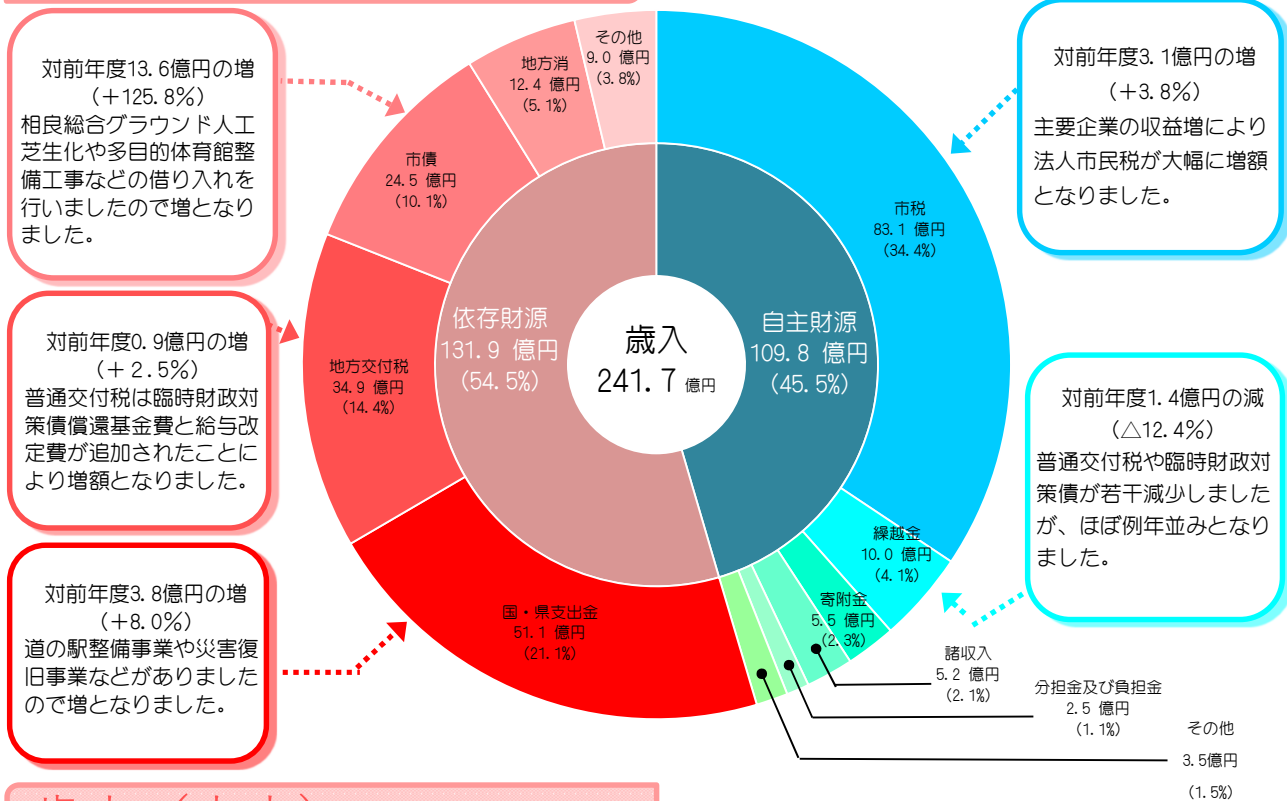 対前年度13.6億円の増
(+125.8%)
相良総合グラウンド人工
芝生化や多目的体育館整
備工事などの借り入れを
行いましたので増となり
ました。
対前年度0.9億円の増
(+2.5%)
普通交付税は臨時財政対
策債償還基金費と給与改
定費が追加されたことに
より増額となりました。
対前年度3.8億円の増
(+8.0%)
道の駅整備事業や災害復
旧事業などがありました
ので増となりました。
その他
9.0 億円
(3.8%)
地方消
12.4 億円
(5.1%)
市債
24.5 億円
(10.1%)
地方交付税
34.9 億円
(14.4%)
国・県支出金
51.1 億円
(21.1%)
依存財源
131.9 億円
(54.5%)
歳入
241.7 億円
自主財源
109.8 億円
(45.5%)
市税
83.1 億円
(34.4%)
繰越金
10.0 億円
(4.1%)
寄附金
5.5 億円
(2.3%)
諸収入
5.2 億円
(2.1%)
分担金及び負担金
2.5 億円
(1.1%)
その他
3.5億円
(1.5%)
対前年度3.1億円の増
(+3.8%)
主要企業の収益増により
法人市民税が大幅に増額
となりました。
対前年度1.4億円の減
(△12.4%)
普通交付税や臨時財政対
策債が若干減少しました
が、ほぼ例年並みとなり
ました。